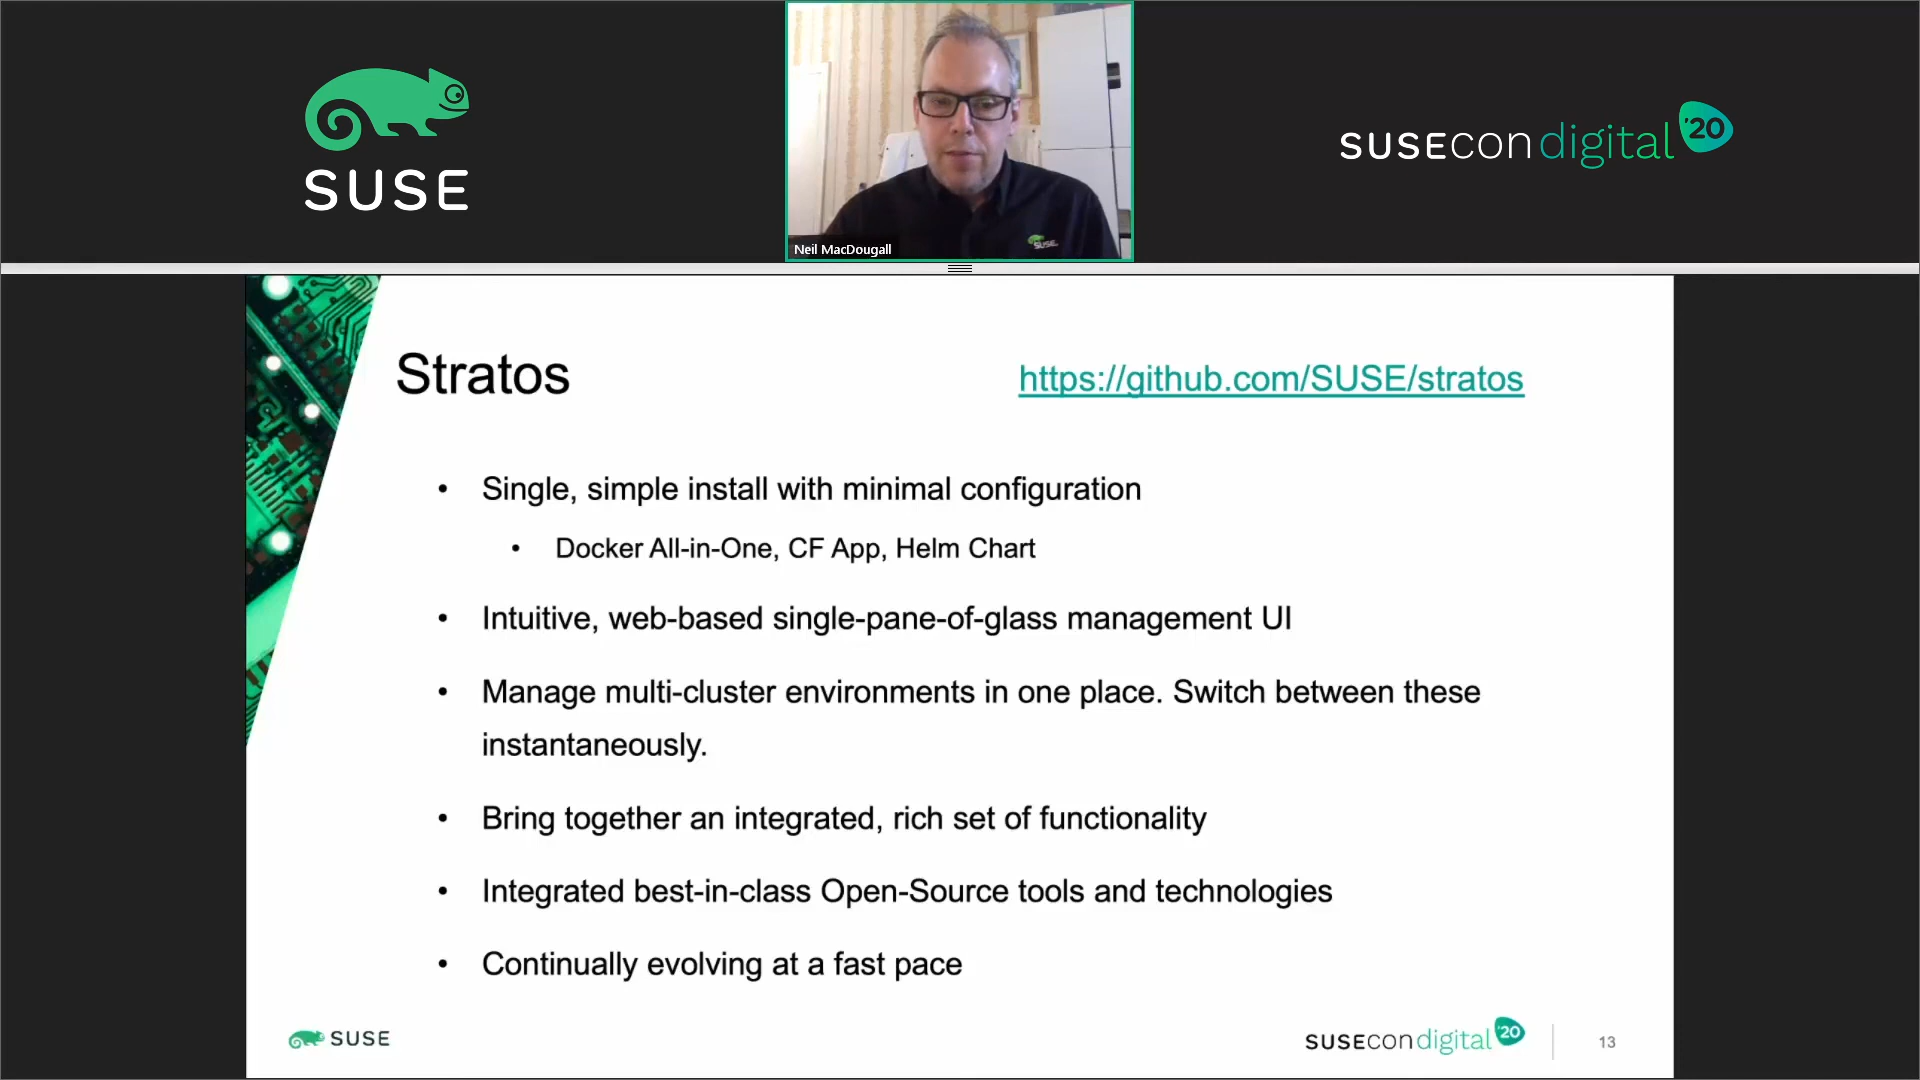 SUSE
SUSE
Neil MacDougall
SUSECON digital '20
Stratos
https://github.com/SUSE/stratos
• Single, simple install with minimal configuration
• Docker All-in-One, CF App, Helm Chart
• Intuitive, web-based single-pane-of-glass management UI
• Manage multi-cluster environments in one place. Switch between these
instantaneously.
• Bring together an integrated, rich set of functionality
• Integrated best-in-class Open-Source tools and technologies
• Continually evolving at a fast pace
SUSE
SUSECON digital '20
13